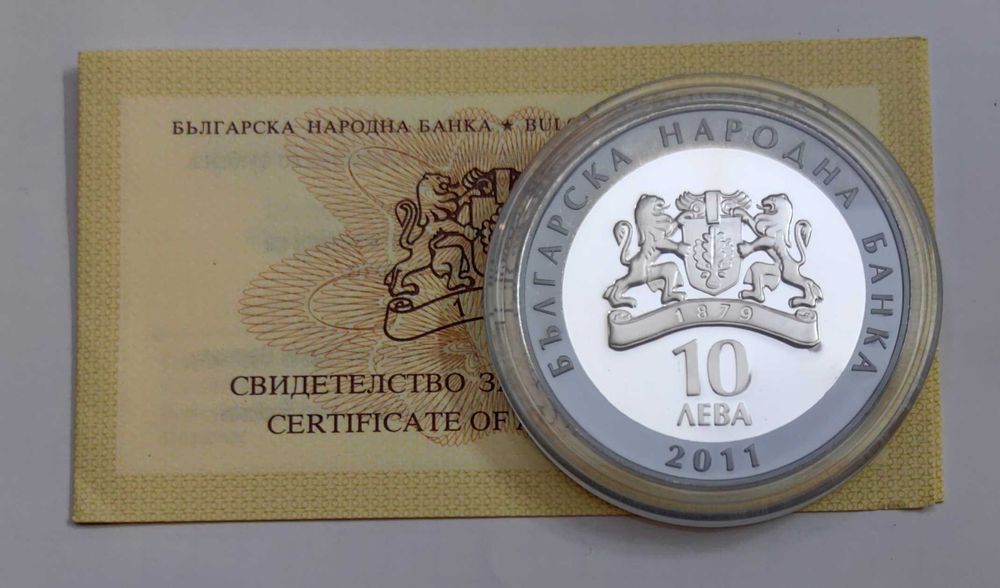 БЪЛГАРСКА НАРОДНА БАНКА ★
СВИДЕТЕЛСТВО
CERTIFICATE OF
БЪЛГАРСКА НАРОДНА БАНКА
1879
10
ЛЕВА
2011